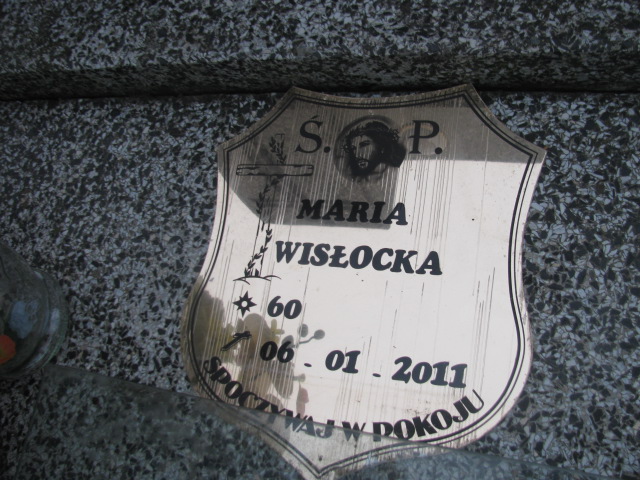 Ś. P.
MARIA
WISŁOCKA
60
06.01.2011
SPOCZYWAJ W POKOJU